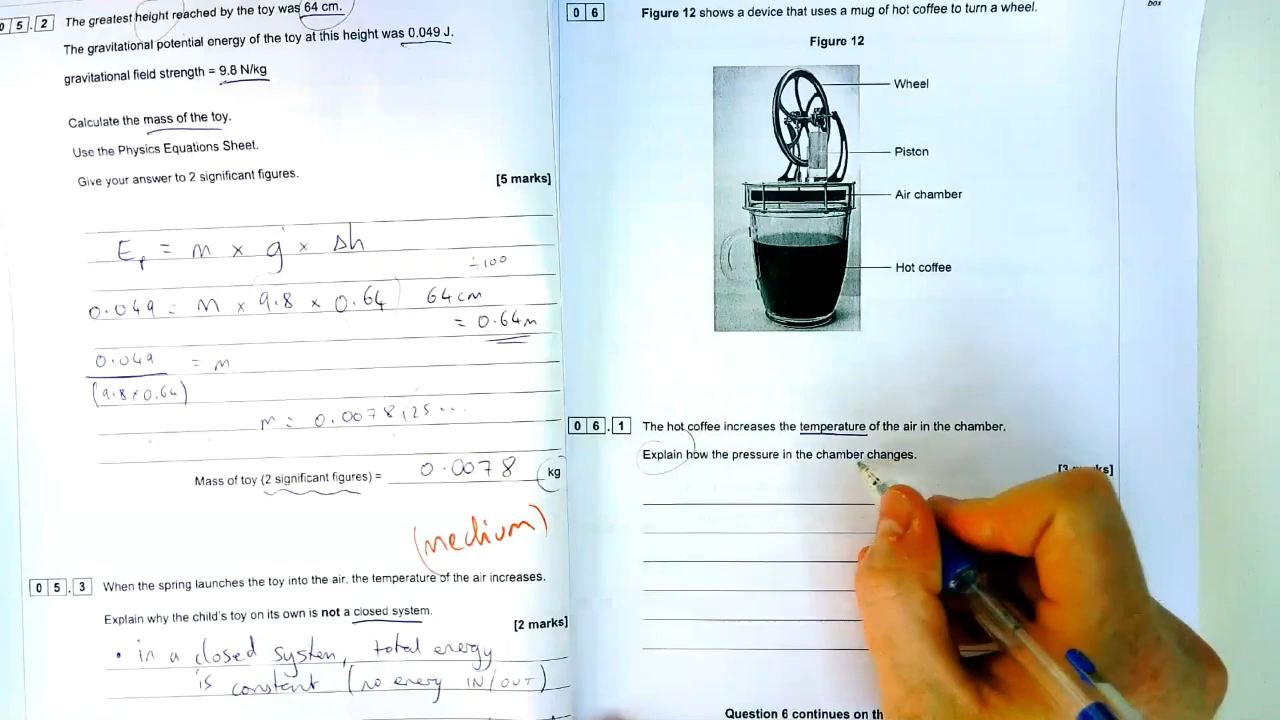 0 5 . 2 The greatest height reached by the toy was 64 cm.
The gravitational potential energy of the toy at this height was 0.049 J.
gravitational field strength = 9.8 N/kg
Calculate the mass of the toy.
Use the Physics Equations Sheet.
Give your answer to 2 significant figures.
[5 marks]
Ep = m × g × Δh
÷100
0.049 = m × 9.8 × 0.64 64cm
= 0.64m
0.049 = m
(9.8×0.64)
m = 0.0078125...
Mass of toy (2 significant figures) = 0.0078 kg
(medium)
0 5 . 3 When the spring launches the toy into the air, the temperature of the air increases.
Explain why the child's toy on its own is not a closed system.
[2 marks]
• in a closed system, total energy
is constant (no energy IN/OUT)
box
0 6 Figure 12 shows a device that uses a mug of hot coffee to turn a wheel.
Figure 12
Wheel
Piston
Air chamber
Hot coffee
0 6 . 1 The hot coffee increases the temperature of the air in the chamber.
Explain how the pressure in the chamber changes.
[3 marks]
Question 6 continues on th